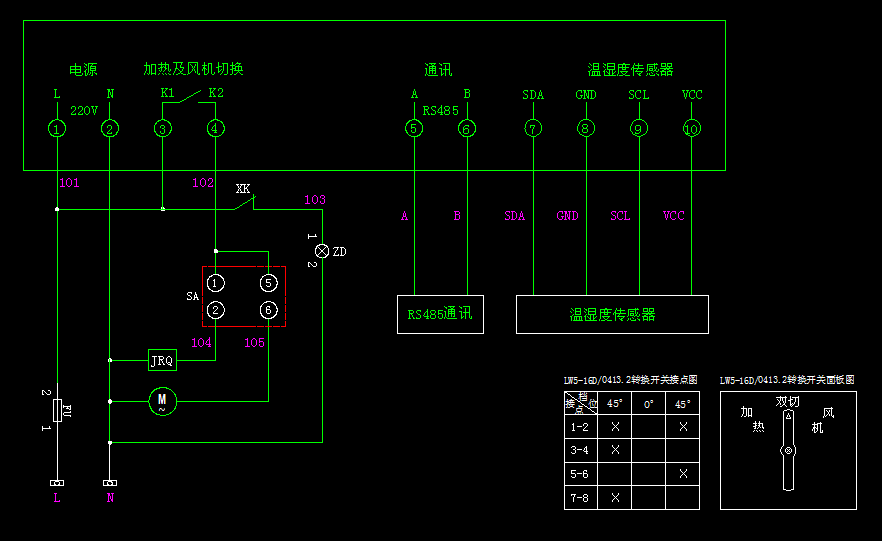 电源 加热及风机切换 通讯 温湿度传感器
L N K1 K2 A B SDA GND SCL VCC
220V RS485
1 2 3 4 5 6 7 8 9 10
101 102 XK 103
A B SDA GND SCL VCC
1
ZD
2
1 5
SA
2 6
RS485通讯 温湿度传感器
104 105
JRQ
M
~
2 FU 1
L N
LW5-16D/0413.2转换开关接点图
接点 档位 45° 0° 45°
1-2 X X
3-4 X
5-6 X
7-8 X
LW5-16D/0413.2转换开关面板图
双切
加热 风机